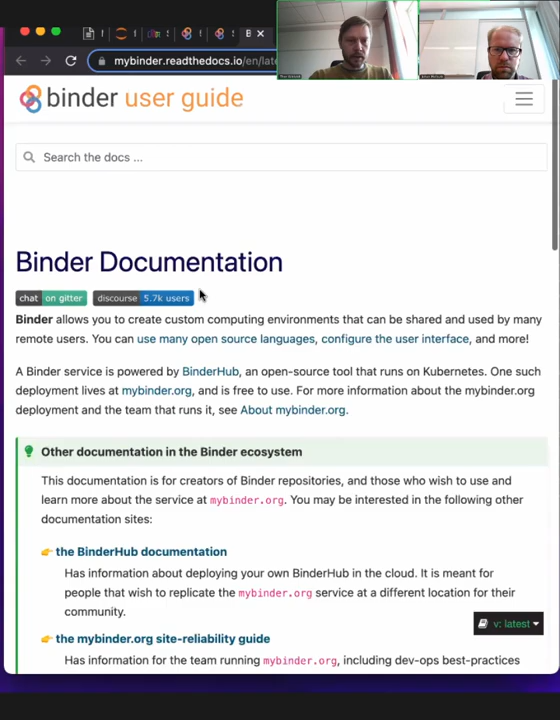 mybinder.readthedocs.io/en/late
binder user guide
Search the docs ...
Binder Documentation
chat on gitter discourse 5.7k users
Binder allows you to create custom computing environments that can be shared and used by many
remote users. You can use many open source languages, configure the user interface, and more!
A Binder service is powered by BinderHub, an open-source tool that runs on Kubernetes. One such
deployment lives at mybinder.org, and is free to use. For more information about the mybinder.org
deployment and the team that runs it, see About mybinder.org.
Other documentation in the Binder ecosystem
This documentation is for creators of Binder repositories, and those who wish to use and
learn more about the service at mybinder.org. You may be interested in the following other
documentation sites:
the BinderHub documentation
Has information about deploying your own BinderHub in the cloud. It is meant for
people that wish to replicate the mybinder.org service at a different location for their
community.
v: latest
the mybinder.org site-reliability guide
Has information for the team running mybinder.org, including dev-ops best-practices